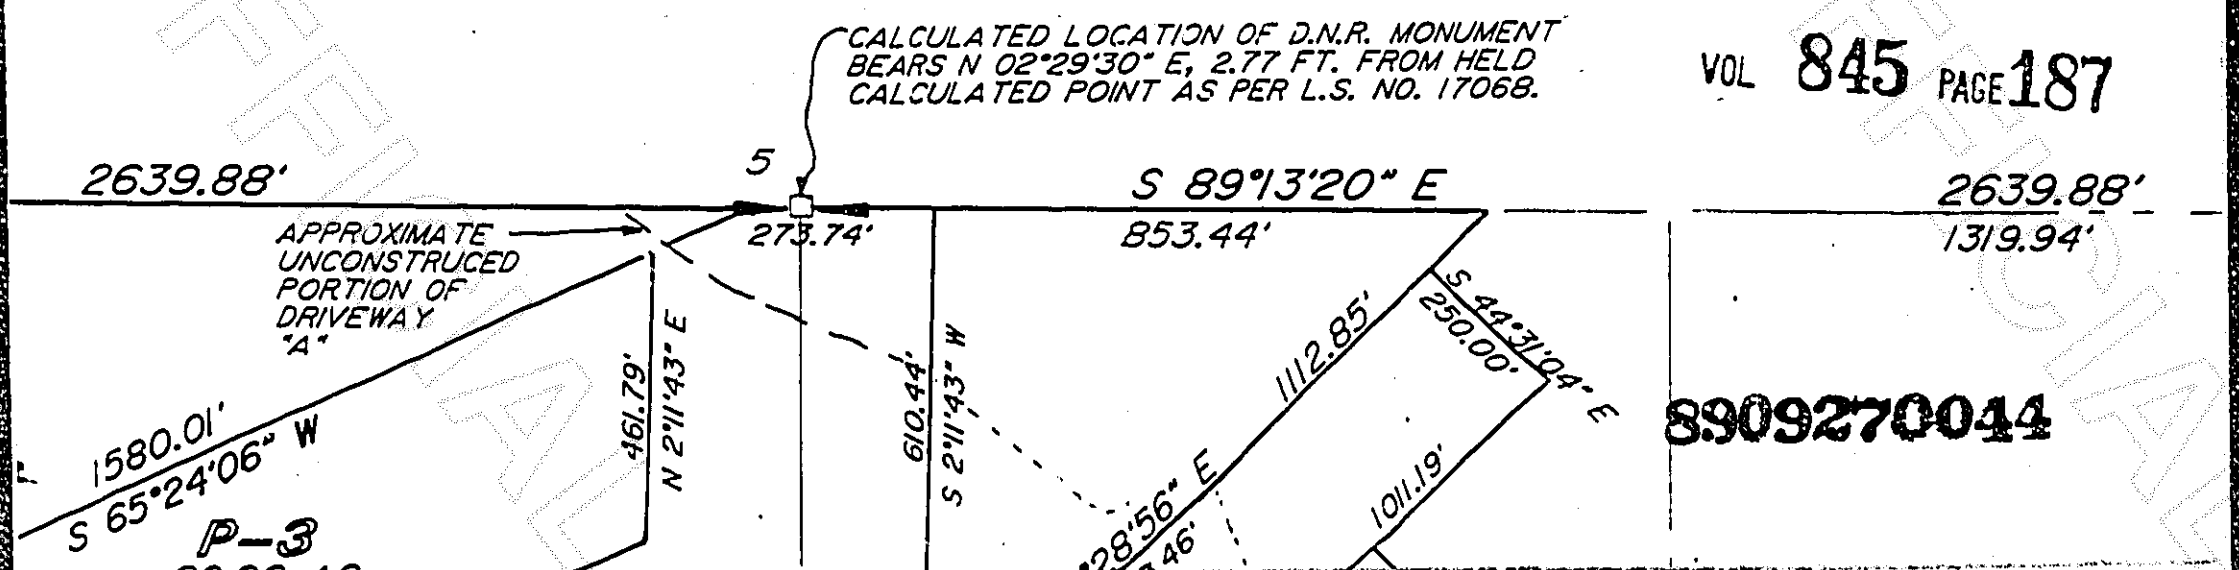 CALCULATED LOCATION OF D.N.R. MONUMENT
BEARS N 02°29'30" E, 2.77 FT. FROM HELD
CALCULATED POINT AS PER L.S. NO. 17068.
VOL 845 PAGE 187
2639.88'
5
S 89°13'20" E
2639.88'
273.74'
853.44'
1319.94'
APPROXIMATE
UNCONSTRUCED
PORTION OF
DRIVEWAY
"A"
461.79'
N 2°11'43" E
610.44'
S 2°11'43" W
1112.85'
S 44°31'04" E
250.00'
8909270044
1580.01'
S 65°24'06" W
1011.19'
28'56" E
46'
P-3